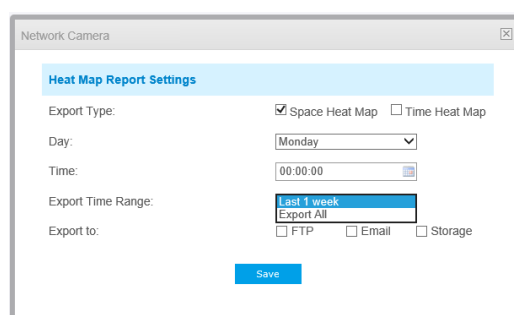 Network Camera
Heat Map Report Settings
Export Type: Space Heat Map Time Heat Map
Day: Monday
Time: 00:00:00
Export Time Range: Last 1 week
Export All
Export to: FTP Email Storage
Save